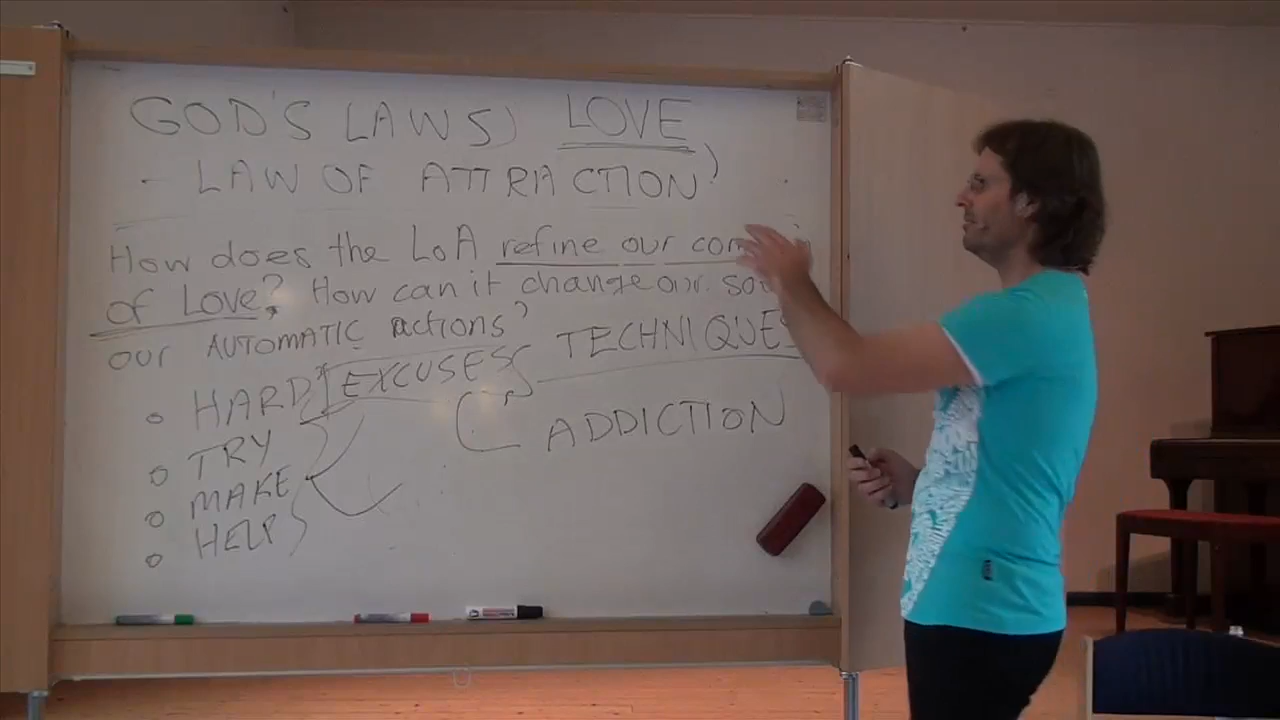 GOD'S LAWS) LOVE
- LAW OF ATTRACTION)
How does the LoA refine our
of Love? How can it change our
our AUTOMATIC actions?
TECHNIQUES
HARD EXCUSES
ADDICTION
TRY
MAKE
HELP